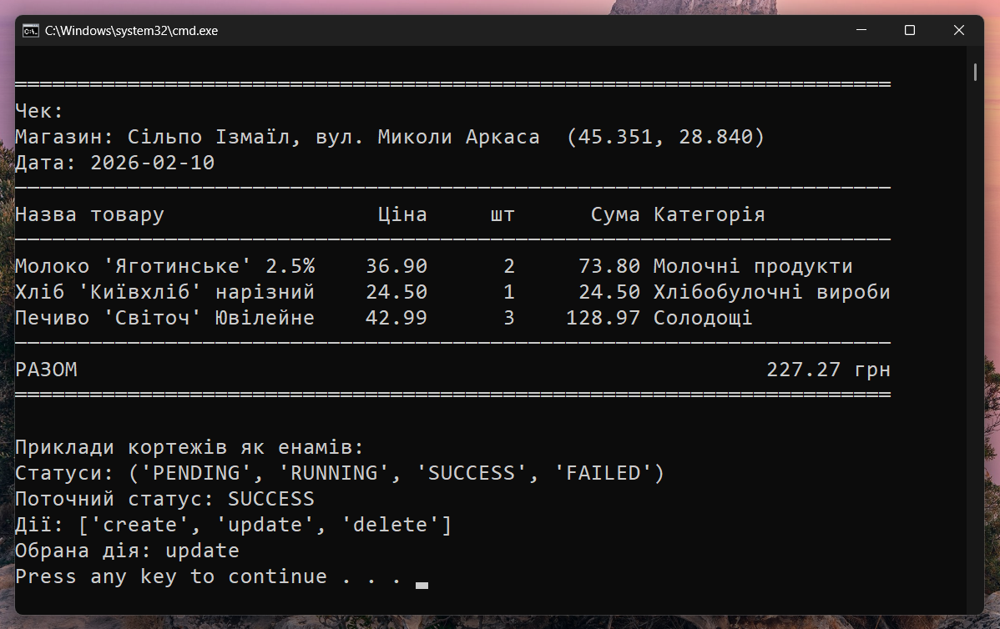 C:\Windows\system32\cmd.exe
======================================================================
Чек:
Магазин: Сільпо Ізмаїл, вул. Миколи Аркаса  (45.351, 28.840)
Дата: 2026-02-10
──────────────────────────────────────────────────────────────────────
Назва товару                 Ціна     шт      Сума Категорія
──────────────────────────────────────────────────────────────────────
Молоко 'Яготинське' 2.5%    36.90      2     73.80 Молочні продукти
Хліб 'Київхліб' нарізний    24.50      1     24.50 Хлібобулочні вироби
Печиво 'Світоч' Ювілейне    42.99      3    128.97 Солодощі
──────────────────────────────────────────────────────────────────────
РАЗОМ                                                       227.27 грн
======================================================================
Приклади кортежів як енамів:
Статуси: ('PENDING', 'RUNNING', 'SUCCESS', 'FAILED')
Поточний статус: SUCCESS
Дії: ['create', 'update', 'delete']
Обрана дія: update
Press any key to continue . . .